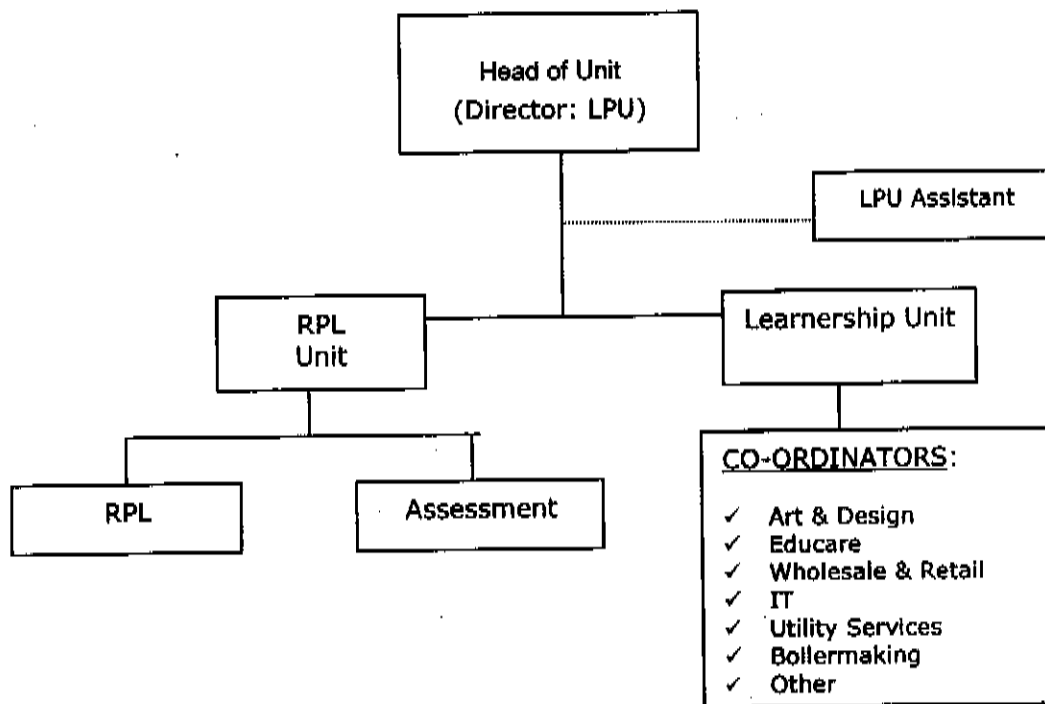 Head of Unit
(Director: LPU)
LPU Assistant
RPL
Unit
Learnership Unit
RPL
Assessment
CO-ORDINATORS:
✓ Art & Design
✓ Educare
✓ Wholesale & Retail
✓ IT
✓ Utility Services
✓ Boilermaking
✓ Other